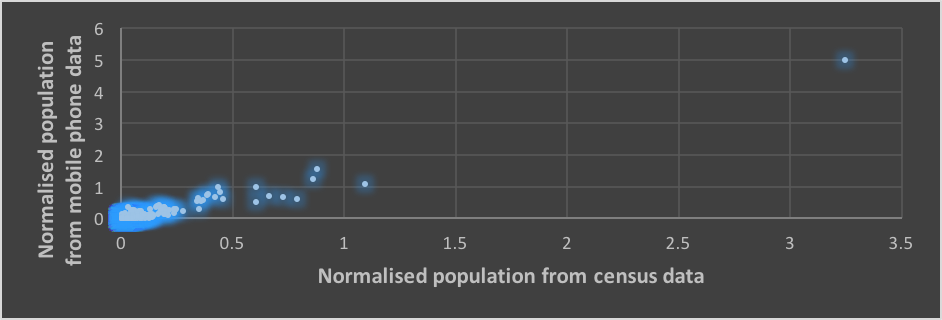 Normalised population
from mobile phone data
6
5
4
3
2
1
0
0 0.5 1 1.5 2 2.5 3 3.5
Normalised population from census data